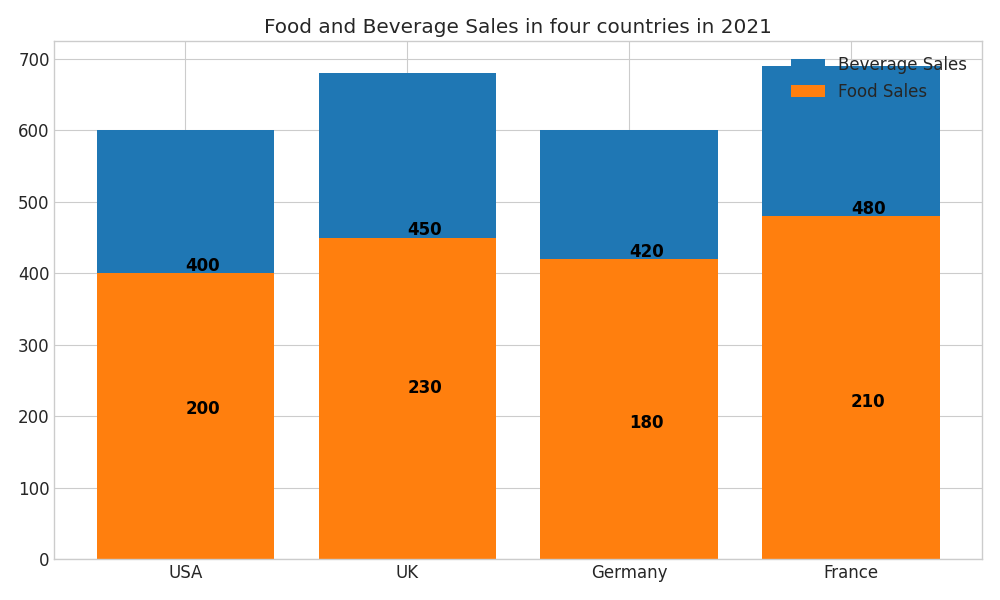 Food and Beverage Sales in four countries in 2021
700
600
500
400
300
200
100
0
Beverage Sales
Food Sales
400
450
420
480
200
230
180
210
USA
UK
Germany
France